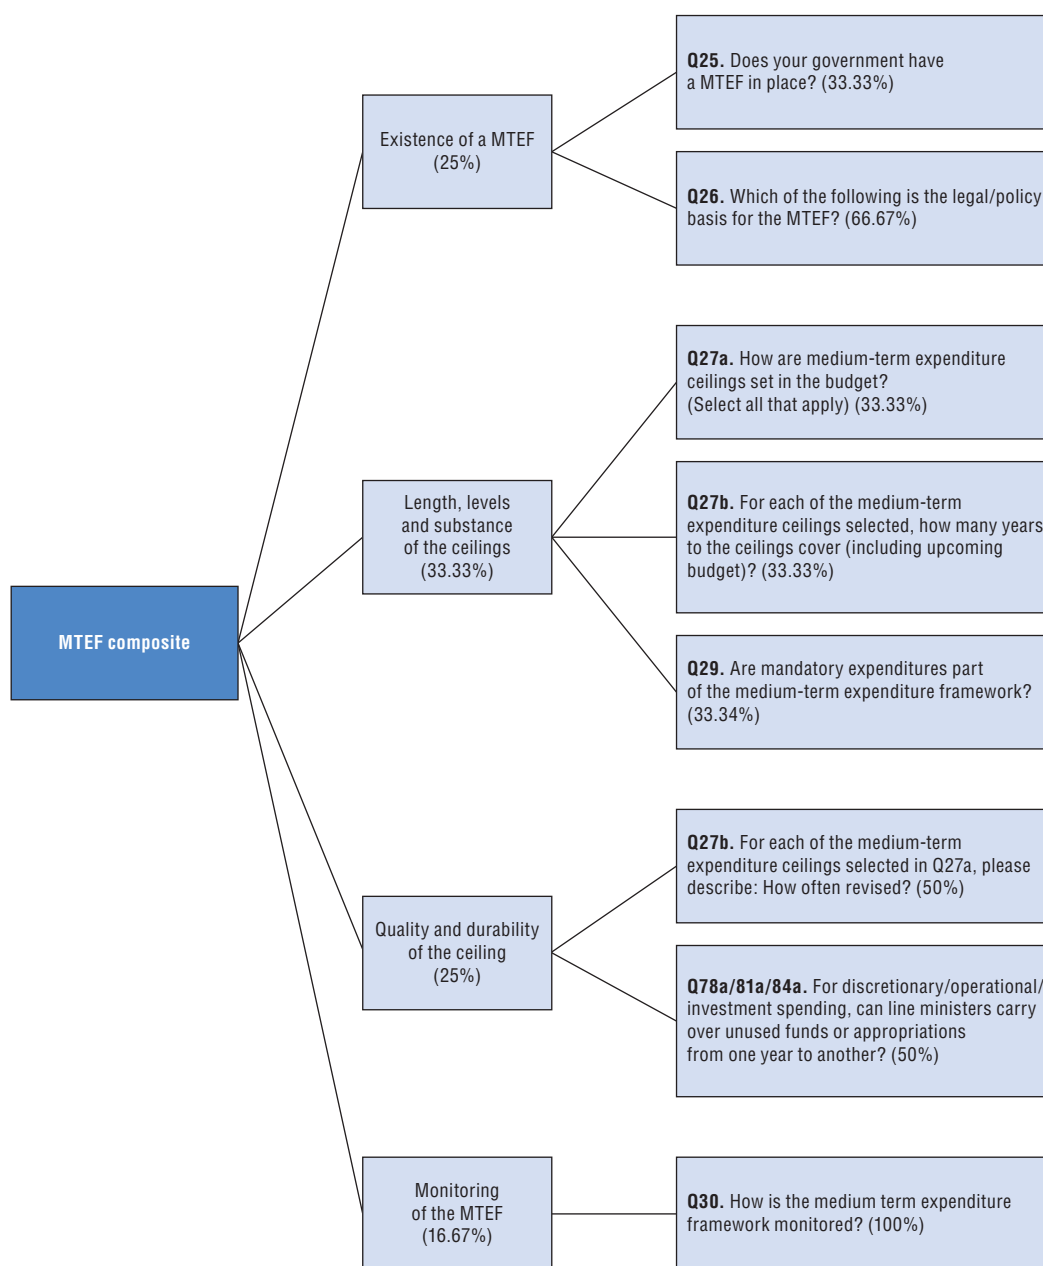 MTEF composite
Existence of a MTEF
(25%)
Q25. Does your government have
a MTEF in place? (33.33%)
Q26. Which of the following is the legal/policy
basis for the MTEF? (66.67%)
Length, levels
and substance
of the ceilings
(33.33%)
Q27a. How are medium-term expenditure
ceilings set in the budget?
(Select all that apply) (33.33%)
Q27b. For each of the medium-term
expenditure ceilings selected, how many years
to the ceilings cover (including upcoming
budget)? (33.33%)
Q29. Are mandatory expenditures part
of the medium-term expenditure framework?
(33.34%)
Quality and durability
of the ceiling
(25%)
Q27b. For each of the medium-term
expenditure ceilings selected in Q27a, please
describe: How often revised? (50%)
Q78a/81a/84a. For discretionary/operational/
investment spending, can line ministers carry
over unused funds or appropriations
from one year to another? (50%)
Monitoring
of the MTEF
(16.67%)
Q30. How is the medium term expenditure
framework monitored? (100%)